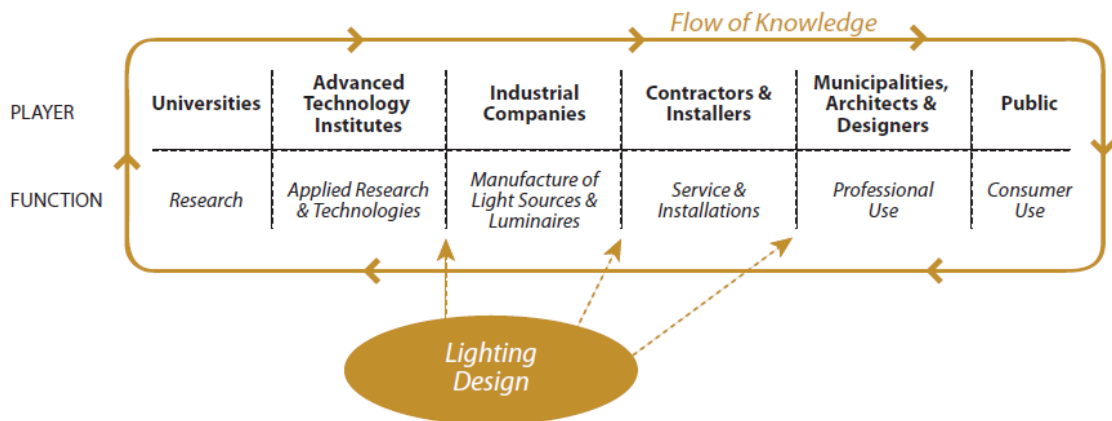 Flow of Knowledge
PLAYER
Universities
Advanced
Technology
Institutes
Industrial
Companies
Contractors &
Installers
Municipalities,
Architects &
Designers
Public
FUNCTION
Research
Applied Research
& Technologies
Manufacture of
Light Sources &
Luminaires
Service &
Installations
Professional
Use
Consumer
Use
Lighting
Design